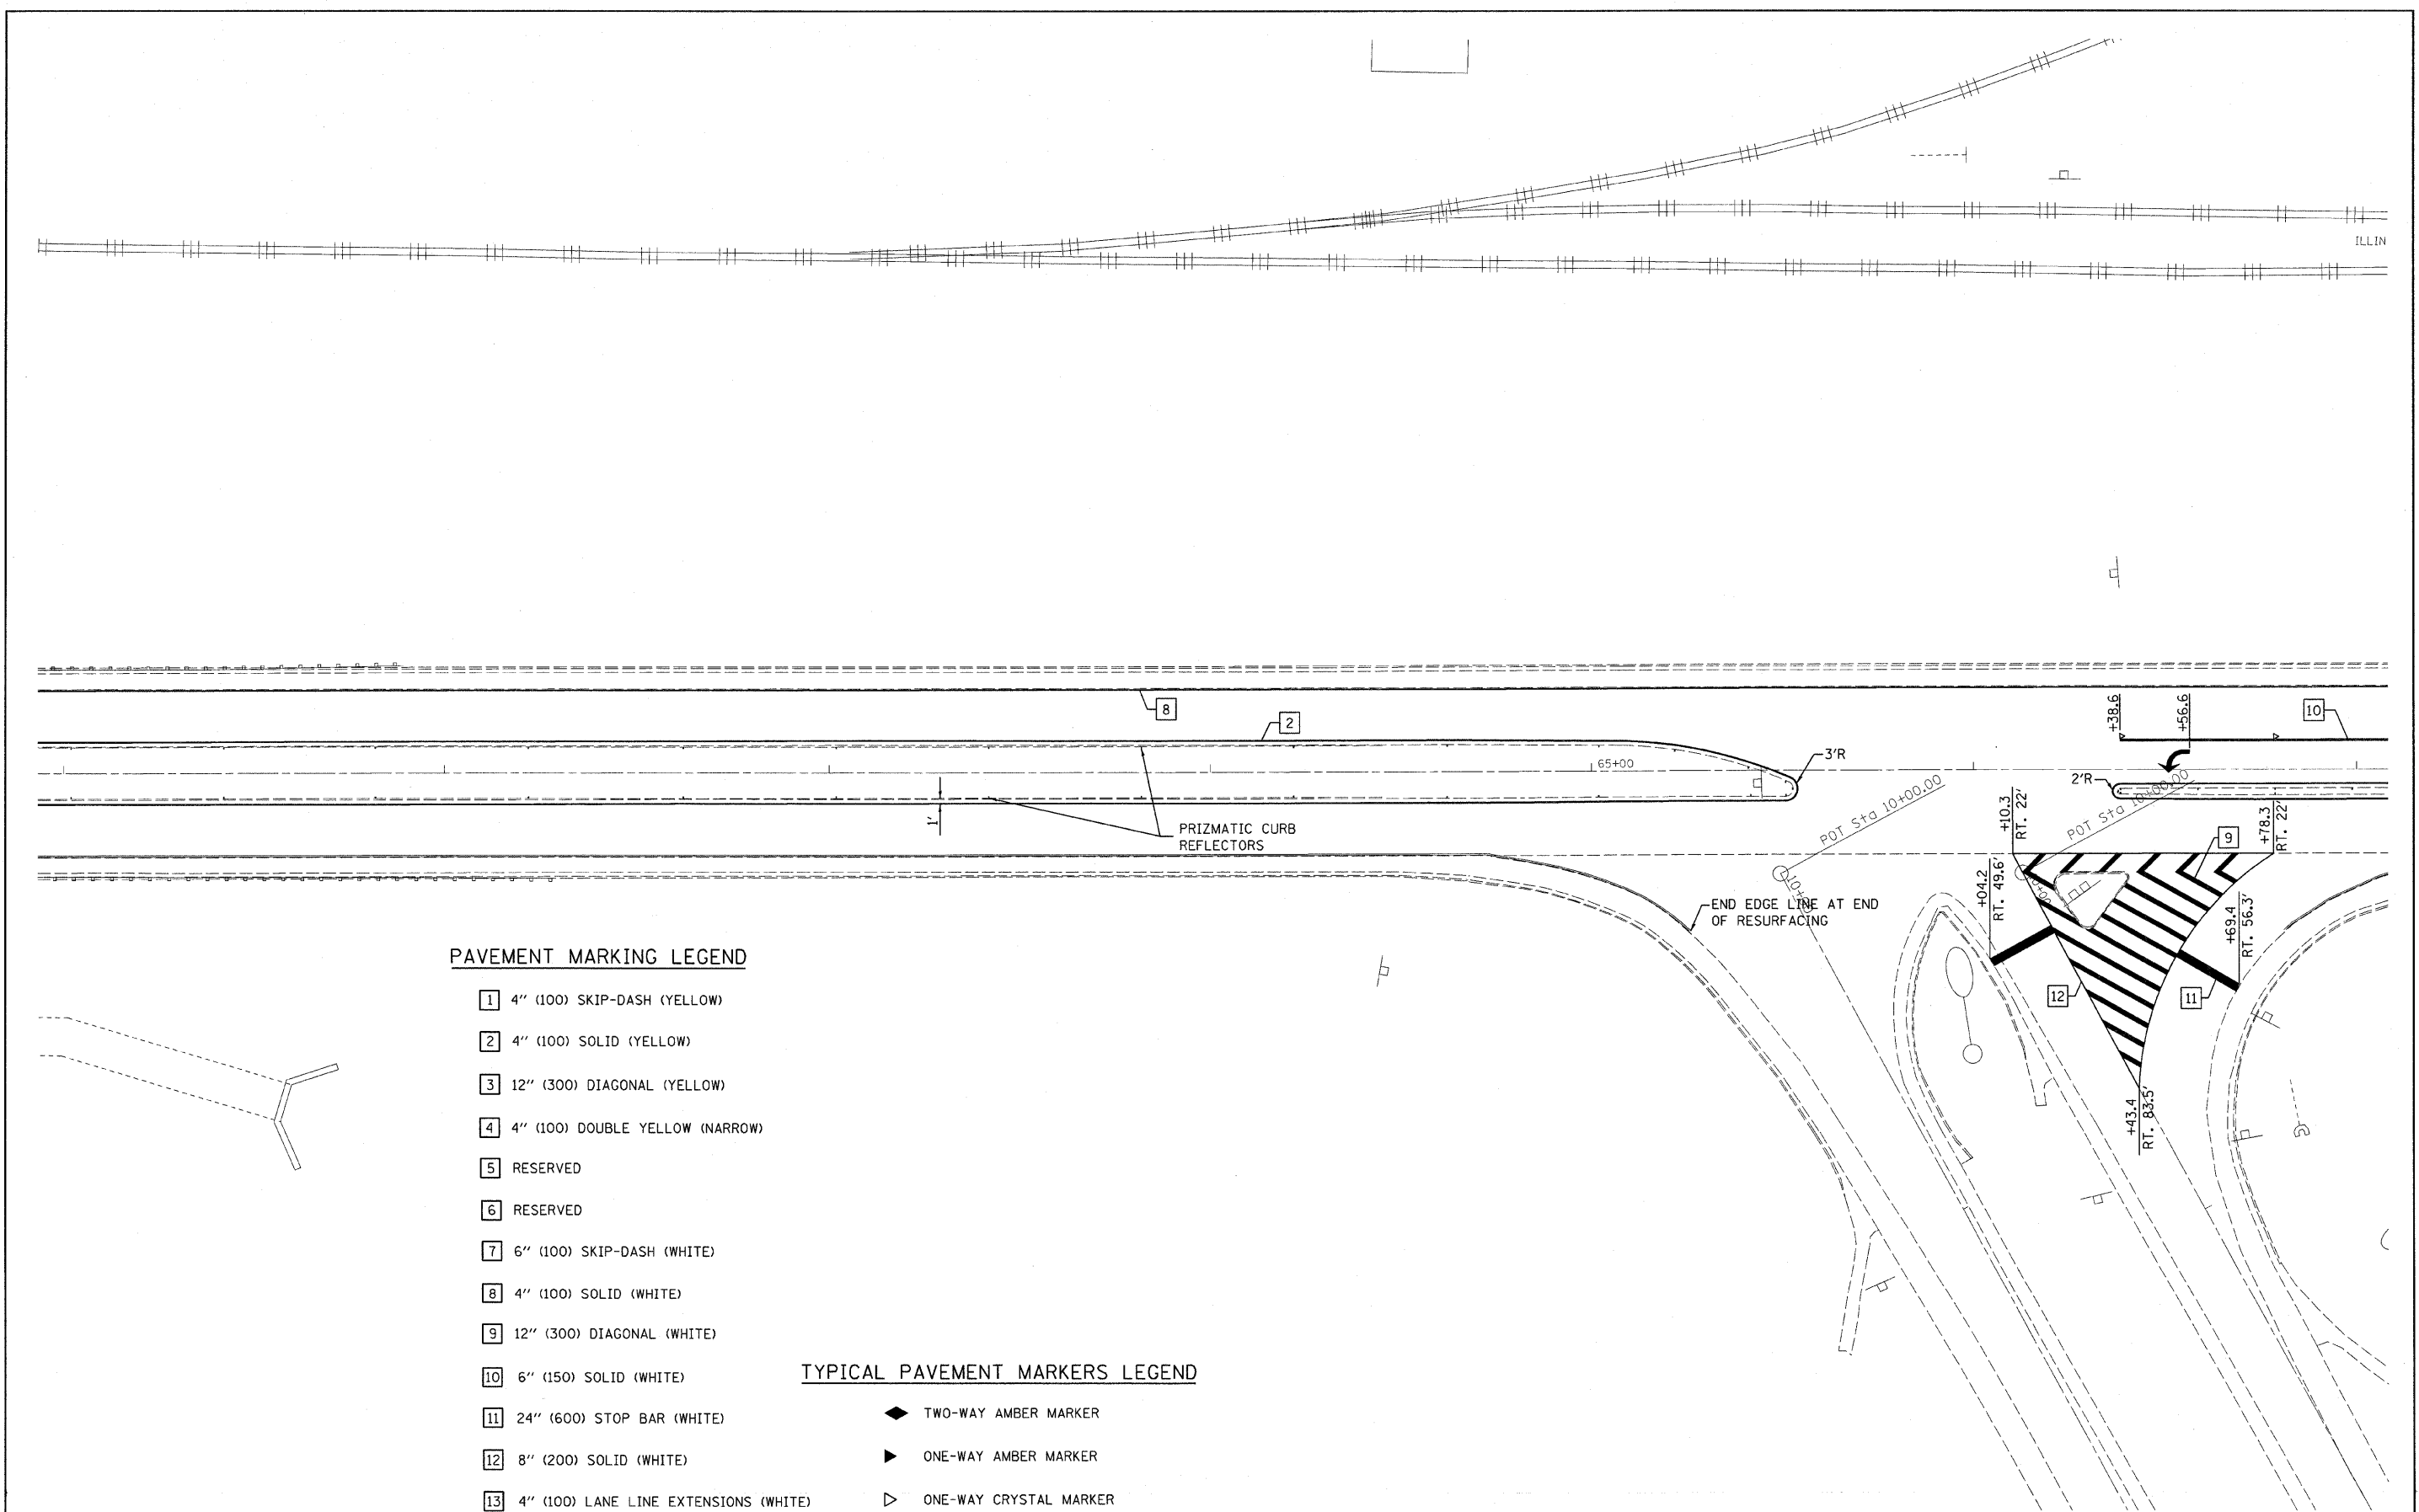 ILLIN
8
2
10
+38.6
+56.6
65+00
3'R
2'R
POT Sta 10+00.00
POT Sta 10+00.00
1'
PRIZMATIC CURB
REFLECTORS
+10.3
RT. 22'
+78.3
RT. 22'
9
+04.2
RT. 49.6'
+69.4
RT. 56.3'
END EDGE LINE AT END
OF RESURFACING
12
11
+43.4
RT. 83.5'
PAVEMENT MARKING LEGEND
1 4" (100) SKIP-DASH (YELLOW)
2 4" (100) SOLID (YELLOW)
3 12" (300) DIAGONAL (YELLOW)
4 4" (100) DOUBLE YELLOW (NARROW)
5 RESERVED
6 RESERVED
7 6" (100) SKIP-DASH (WHITE)
8 4" (100) SOLID (WHITE)
9 12" (300) DIAGONAL (WHITE)
10 6" (150) SOLID (WHITE)
11 24" (600) STOP BAR (WHITE)
12 8" (200) SOLID (WHITE)
13 4" (100) LANE LINE EXTENSIONS (WHITE)
TYPICAL PAVEMENT MARKERS LEGEND
TWO-WAY AMBER MARKER
ONE-WAY AMBER MARKER
ONE-WAY CRYSTAL MARKER